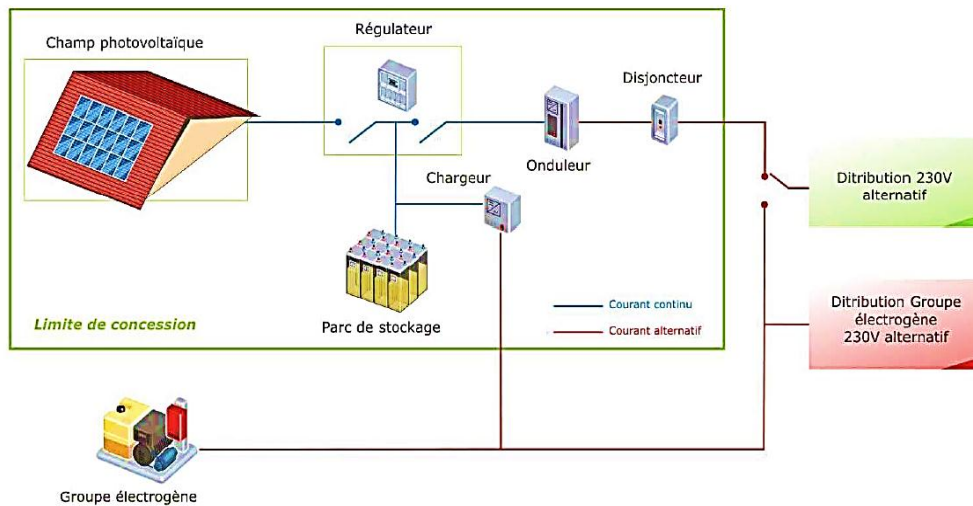 Champ photovoltaïque
Régulateur
Disjoncteur
Onduleur
Chargeur
Ditribution 230V
alternatif
Parc de stockage
Courant continu
Courant alternatif
Limite de concession
Ditribution Groupe
électrogène
230V alternatif
Groupe électrogène